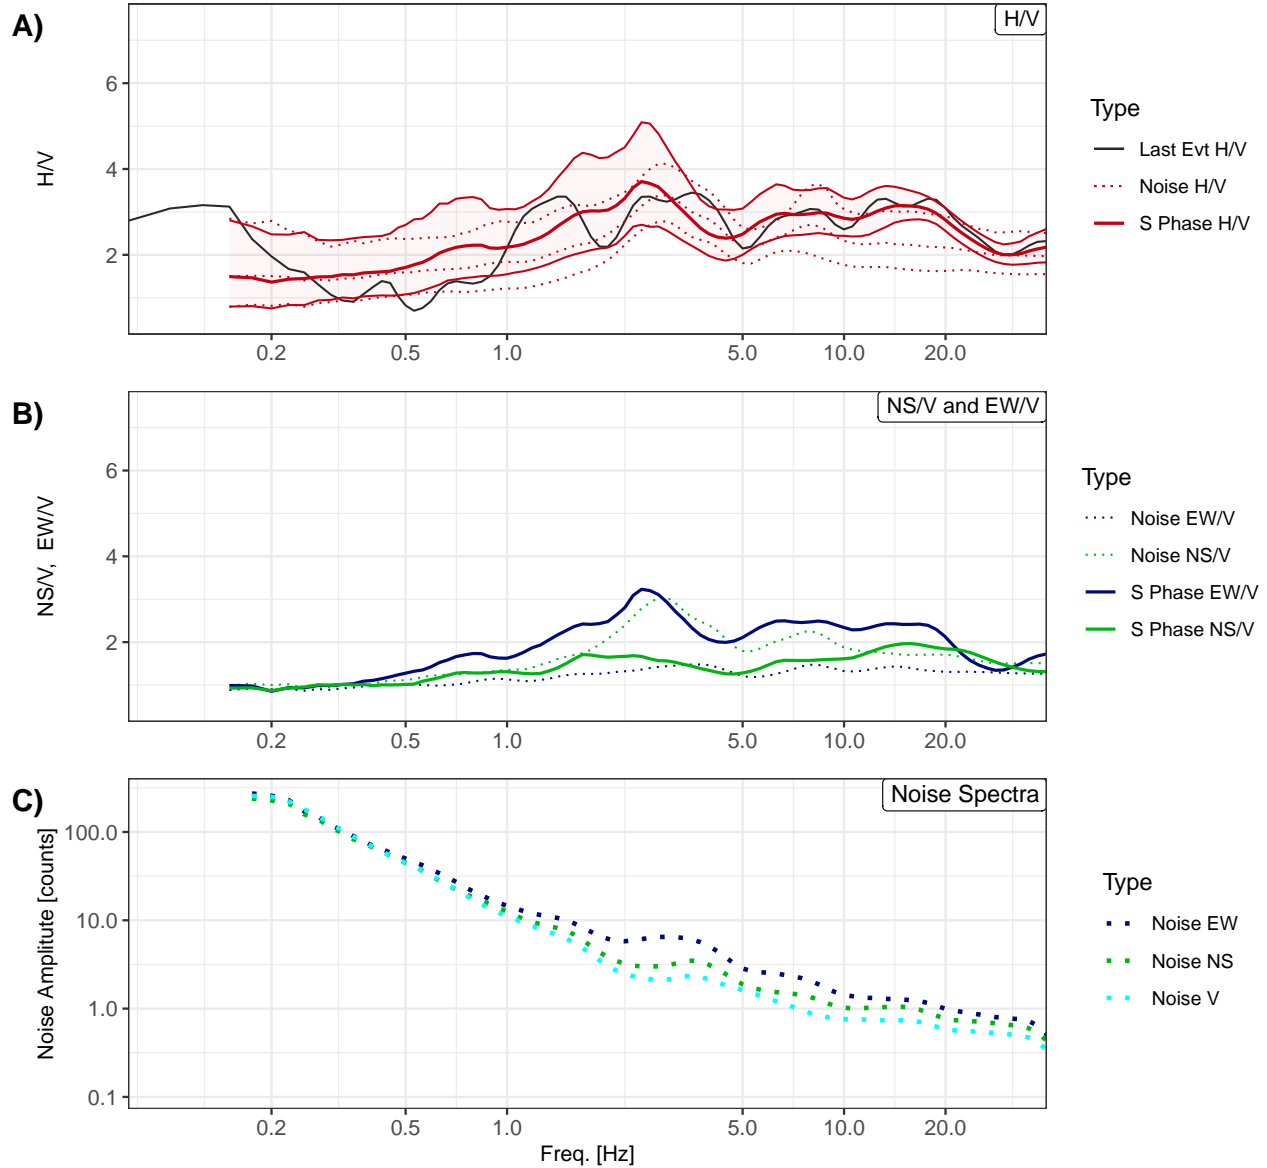 A)
H/V
6
4
2
H/V
0.2 0.5 1.0 5.0 10.0 20.0
Type
Last Evt H/V
Noise H/V
S Phase H/V
B)
NS/V and EW/V
6
4
2
NS/V, EW/V
0.2 0.5 1.0 5.0 10.0 20.0
Type
Noise EW/V
Noise NS/V
S Phase EW/V
S Phase NS/V
C)
Noise Spectra
100.0
10.0
1.0
0.1
Noise Amplitute [counts]
0.2 0.5 1.0 5.0 10.0 20.0
Freq. [Hz]
Type
Noise EW
Noise NS
Noise V